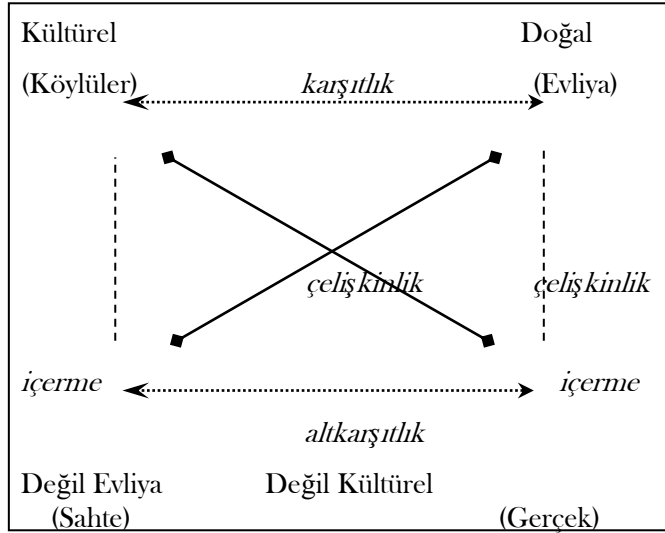 Kültürel Doğal
(Köylüler) karşıtlık (Evliya)
çelişkinlik çelişkinlik
içerme içerme
altkarşıtlık
Değil Evliya Değil Kültürel
(Sahte) (Gerçek)